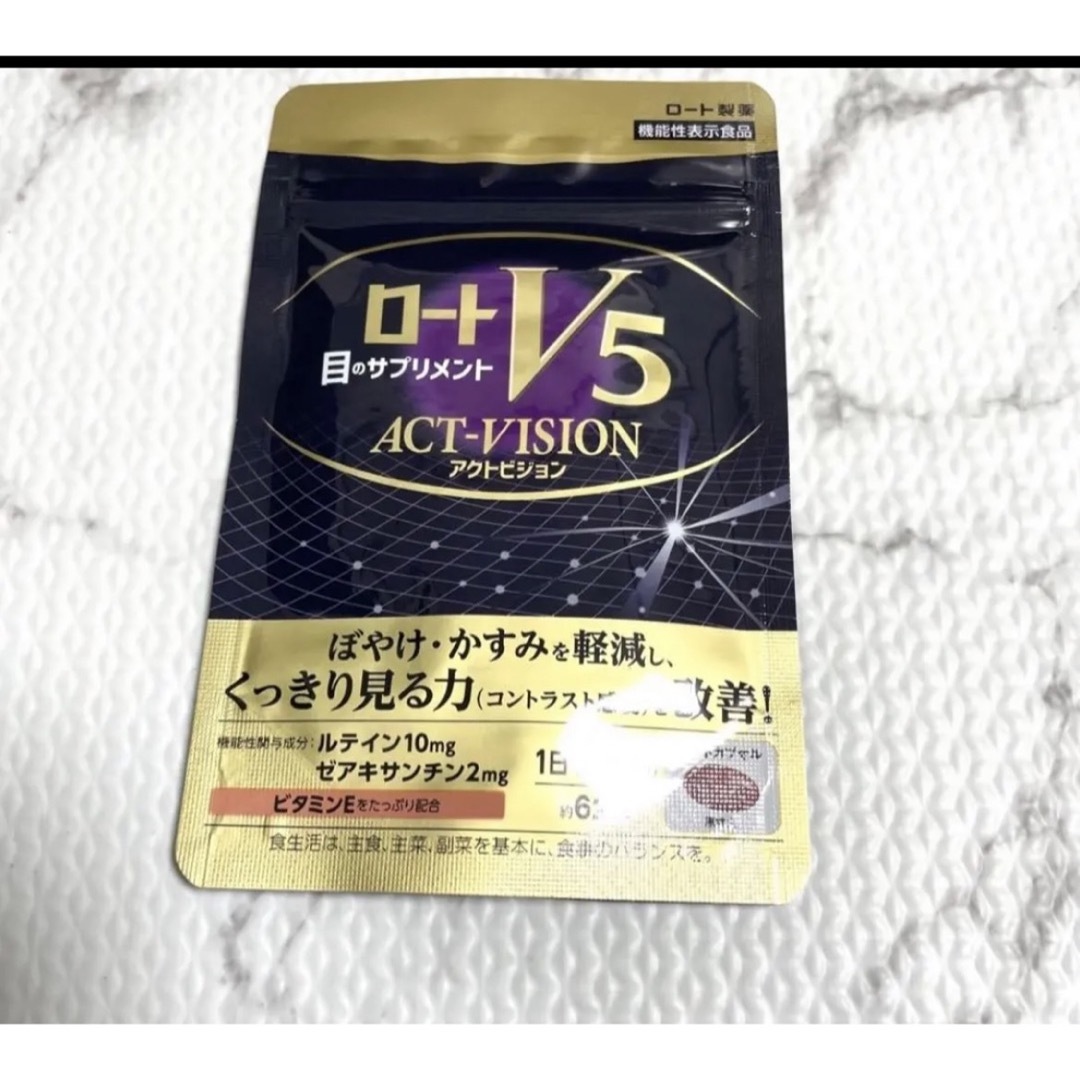 ロート製薬
機能性表示食品
ロートV5
目のサプリメント
ACT-VISION
アクトビジョン
ぼやけ・かすみを軽減し、
くっきり見る力(コントラスト 改善!
機能性関与成分:ルテイン10mg
ゼアキサンチン2mg
1日
ビタミンEをたっぷり配合
約6
食生活は、主食、主菜、副菜を基本に、食事のバランスを。